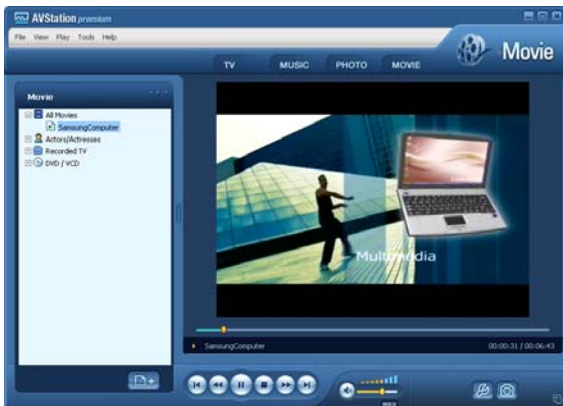 AVStation premium
File View Play Tools Help
Movie
TV MUSIC PHOTO MOVIE
Movie
All Movies
SamsungComputer
Actors/Actresses
Recorded TV
DVD / VCD
Multimedia
SamsungComputer 00:00:31 / 00:06:43